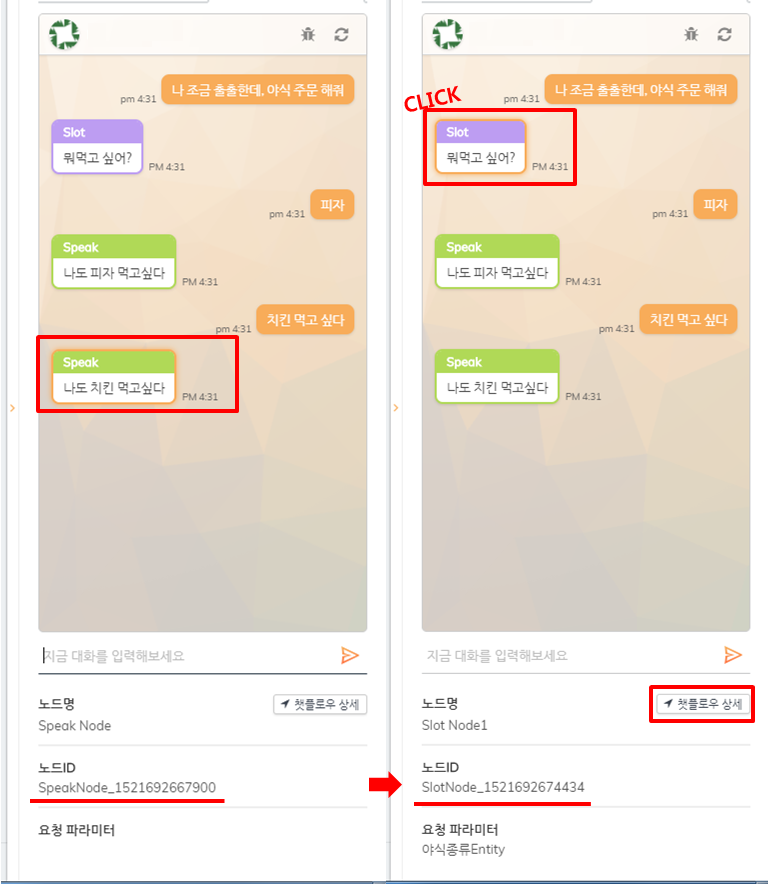 나 조금 출출한데, 야식 주문 해줘
pm 4:31
Slot
뭐먹고 싶어?
PM 4:31
피자
pm 4:31
Speak
나도 피자 먹고싶다
PM 4:31
치킨 먹고 싶다
pm 4:31
Speak
나도 치킨 먹고싶다
PM 4:31
지금 대화를 입력해보세요
노드명
챗플로우 상세
Speak Node
노드ID
SpeakNode_1521692667900
요청 파라미터
나 조금 출출한데, 야식 주문 해줘
pm 4:31
CLICK
Slot
뭐먹고 싶어?
PM 4:31
피자
pm 4:31
Speak
나도 피자 먹고싶다
PM 4:31
치킨 먹고 싶다
pm 4:31
Speak
나도 치킨 먹고싶다
PM 4:31
지금 대화를 입력해보세요
노드명
챗플로우 상세
Slot Node1
노드ID
SlotNode_1521692674434
요청 파라미터
야식종류Entity